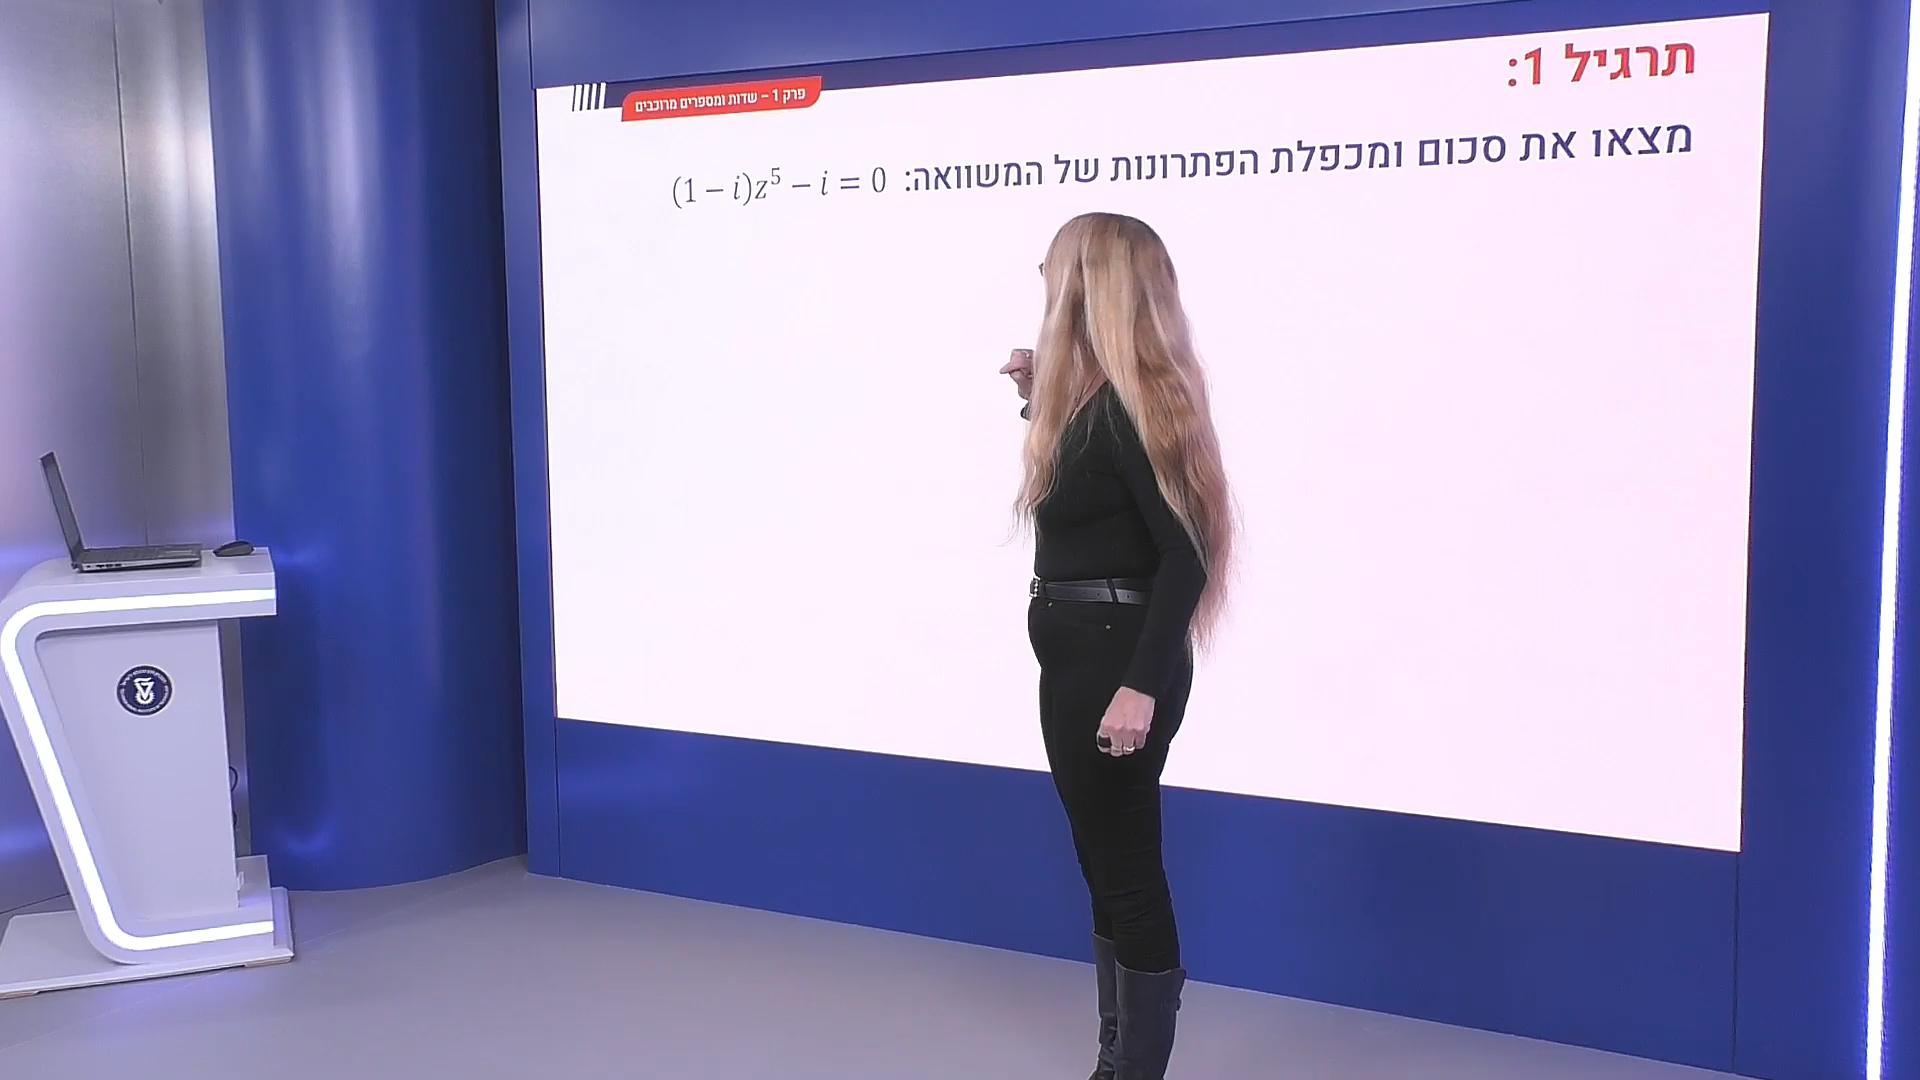 תרגיל 1:
פרק 1 – שדות ומספרים מרוכבים
מצאו את סכום ומכפלת הפתרונות של המשוואה: (1 − i)z⁵ − i = 0